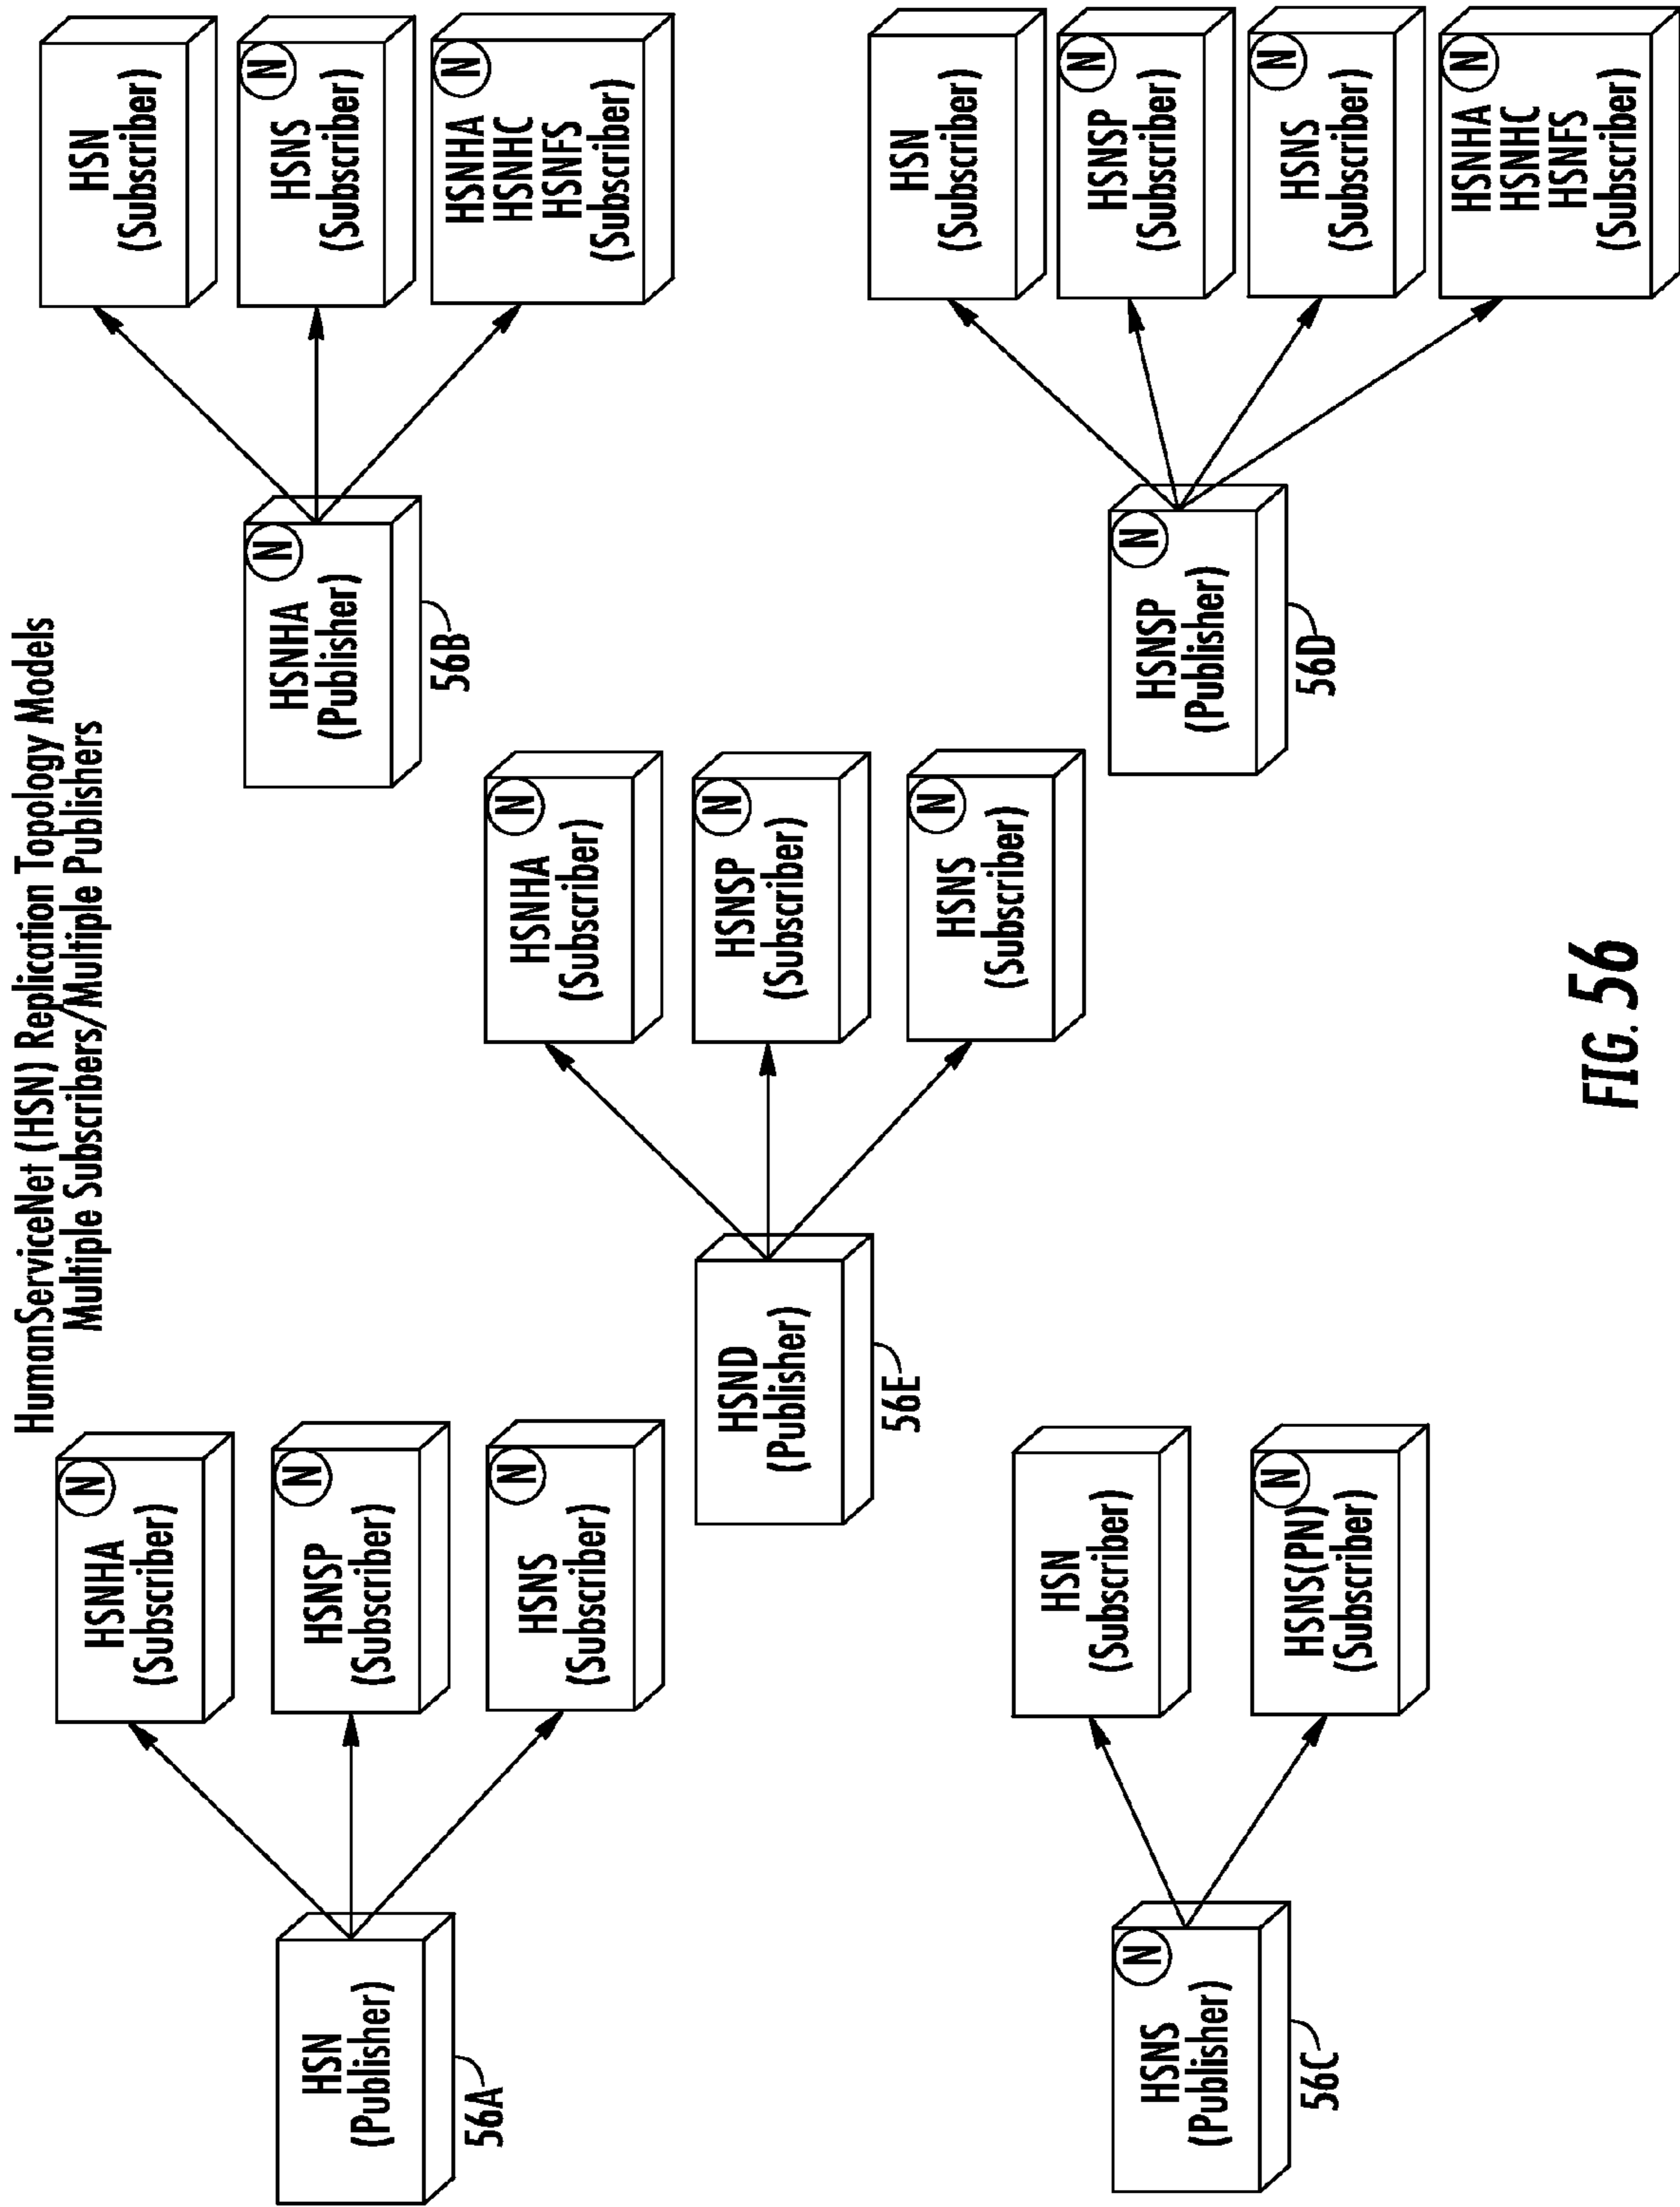 HumanServiceNet (HSN) Replication Topology Models
Multiple Subscribers/Multiple Publishers
HSN
(Publisher)
56A
HSNHA
(Subscriber)
N
HSNSP
(Subscriber)
N
HSNS
(Subscriber)
N
HSNHA
(Publisher)
N
56B
HSN
(Subscriber)
HSNS
(Subscriber)
N
HSNHA
HSNHC
HSNFS
(Subscriber)
N
HSND
(Publisher)
56E
HSNHA
(Subscriber)
N
HSNSP
(Subscriber)
N
HSNS
(Subscriber)
N
HSNS
(Publisher)
N
56C
HSN
(Subscriber)
HSNS(PN)
(Subscriber)
N
HSNSP
(Publisher)
N
56D
HSN
(Subscriber)
HSNSP
(Subscriber)
N
HSNS
(Subscriber)
N
HSNHA
HSNHC
HSNFS
(Subscriber)
N
FIG. 56